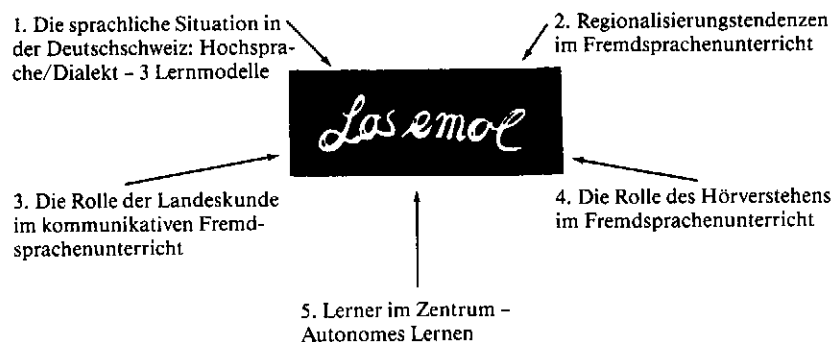 1. Die sprachliche Situation in
der Deutschschweiz: Hochspra-
che/Dialekt – 3 Lernmodelle
2. Regionalisierungstendenzen
im Fremdsprachenunterricht
Los emol
3. Die Rolle der Landeskunde
im kommunikativen Fremd-
sprachenunterricht
4. Die Rolle des Hörverstehens
im Fremdsprachenunterricht
5. Lerner im Zentrum –
Autonomes Lernen